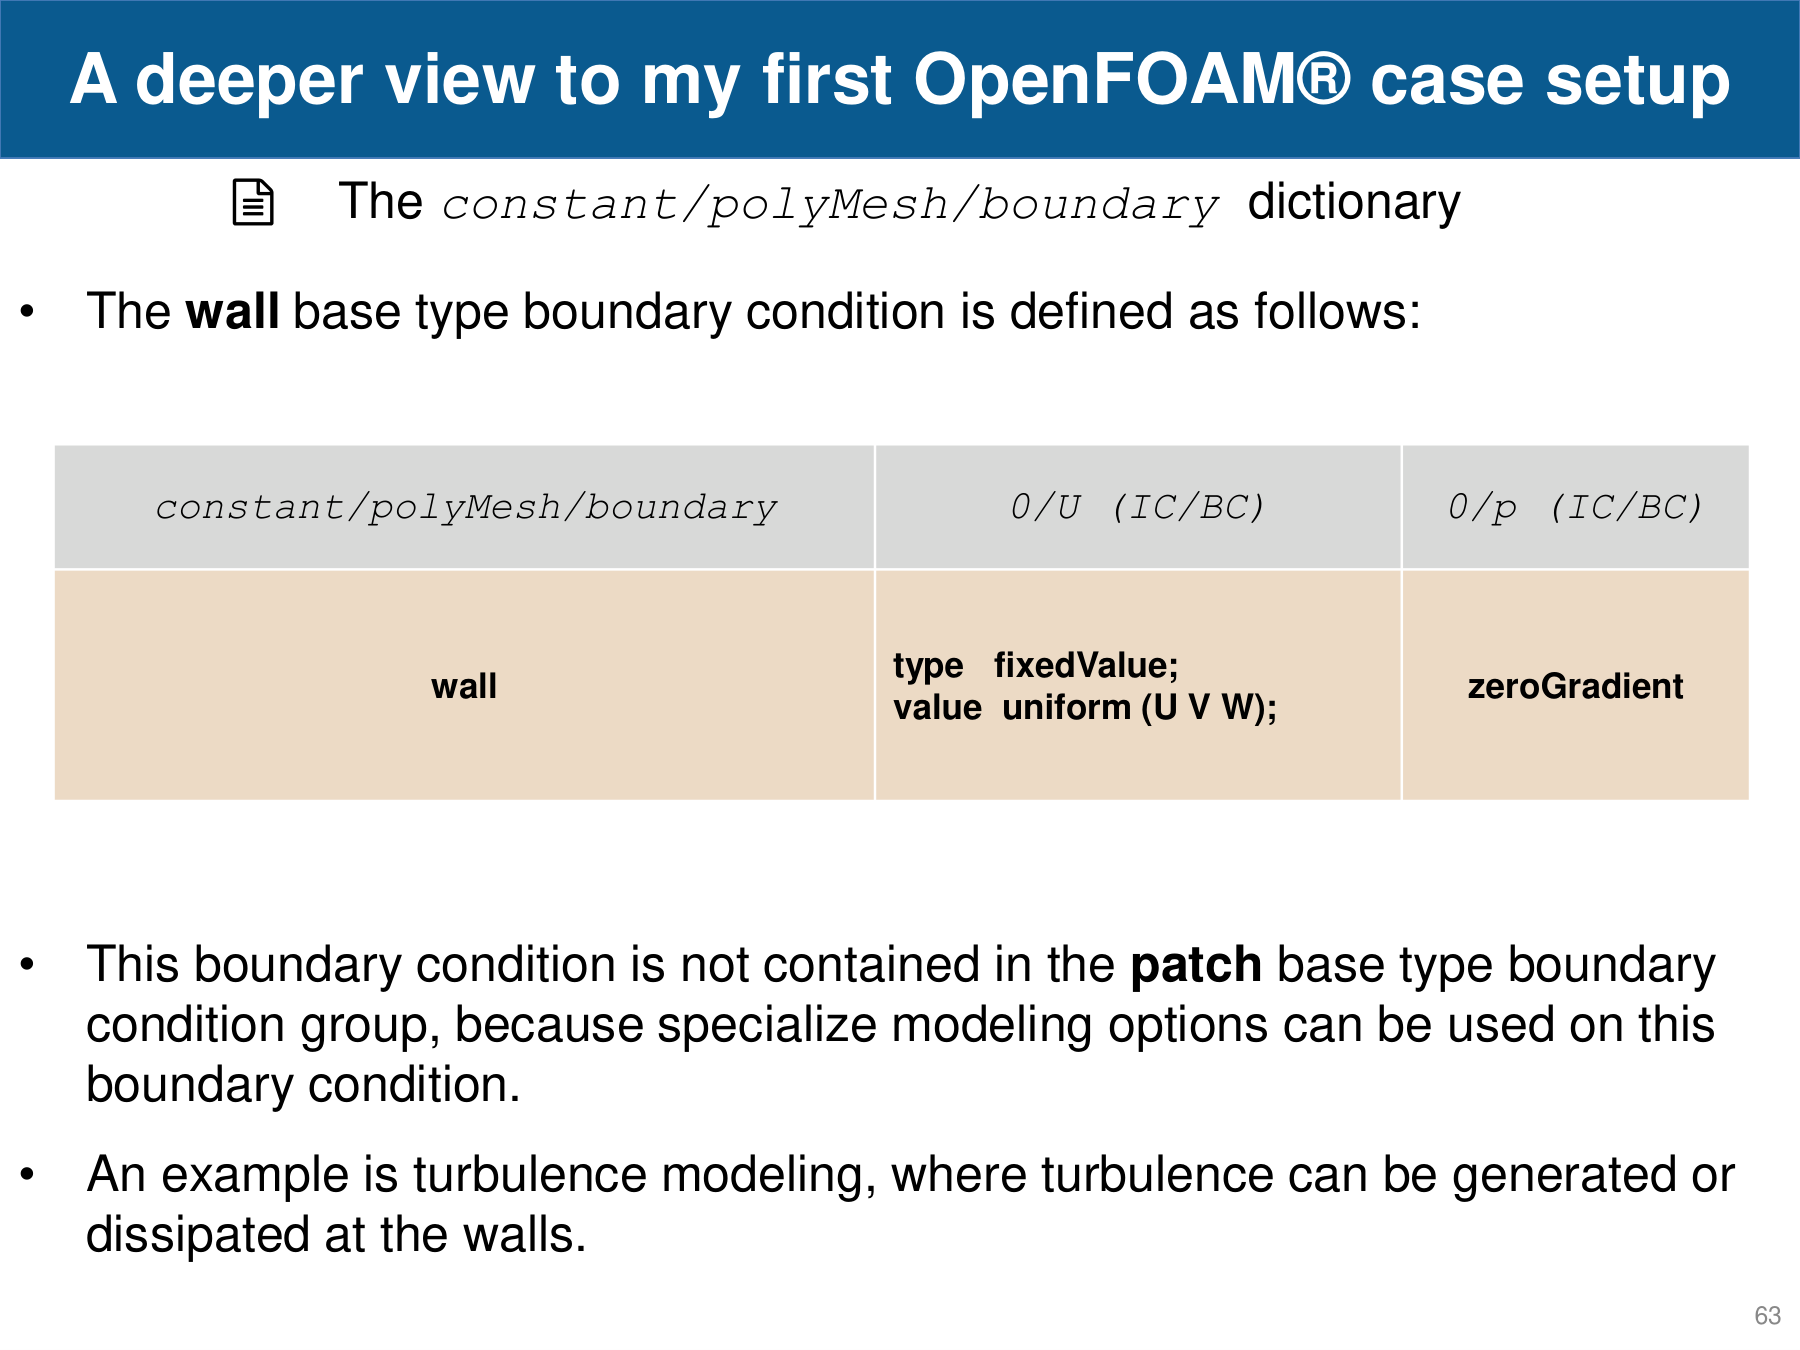 A deeper view to my first OpenFOAM® case setup
The constant/polyMesh/boundary dictionary
• The wall base type boundary condition is defined as follows:
constant/polyMesh/boundary 0/U (IC/BC) 0/p (IC/BC)
wall
type fixedValue;
value uniform (U V W);
zeroGradient
• This boundary condition is not contained in the patch base type boundary
condition group, because specialize modeling options can be used on this
boundary condition.
• An example is turbulence modeling, where turbulence can be generated or
dissipated at the walls.
63